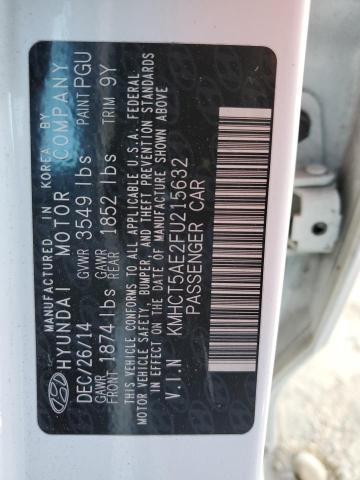 MANUFACTURED IN KOREA BY
HYUNDAI MOTOR COMPANY
DEC/26/14 GVWR 3549 lbs PAINT PGU
GAWR FRONT 1874 lbs GAWR REAR 1852 lbs TRIM 9Y
THIS VEHICLE CONFORMS TO ALL APPLICABLE U.S.A. FEDERAL
MOTOR VEHICLE SAFETY, BUMPER, AND THEFT PREVENTION STANDARDS
IN EFFECT ON THE DATE OF MANUFACTURE SHOWN ABOVE
V.I.N KMHCT5AE2FU215632
PASSENGER CAR